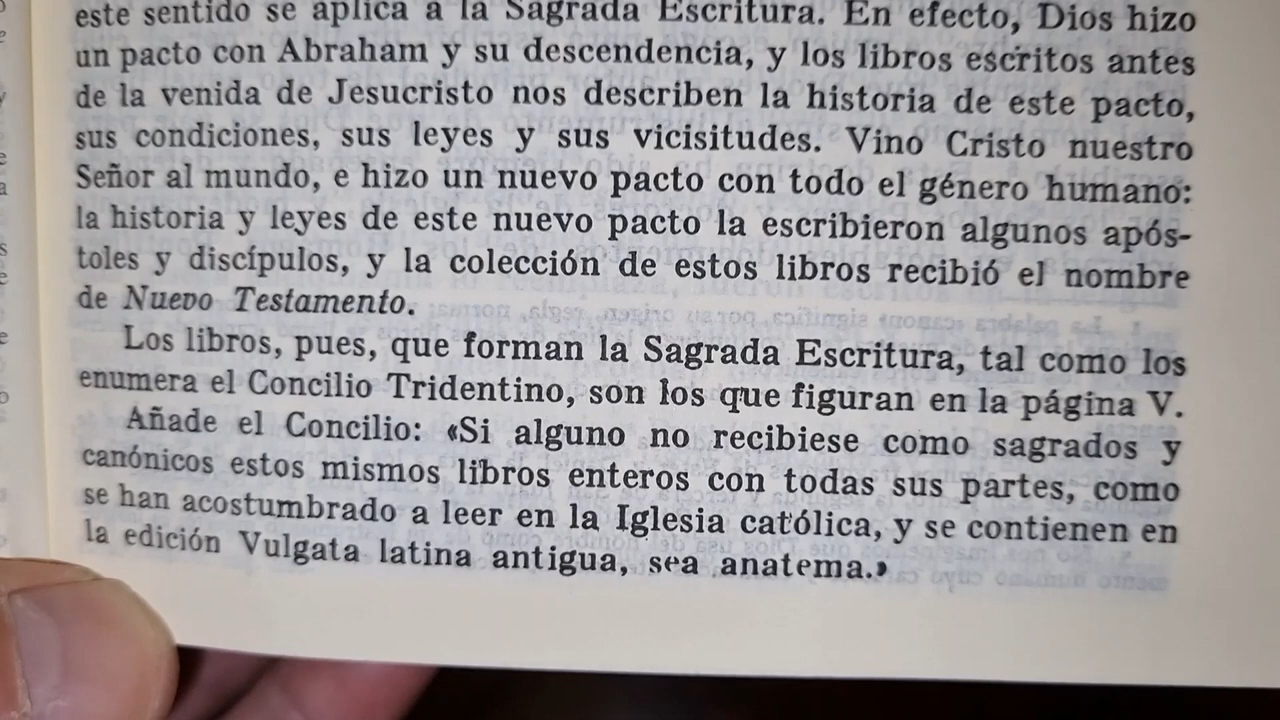 este sentido se aplica a la Sagrada Escritura. En efecto, Dios hizo
un pacto con Abraham y su descendencia, y los libros escritos antes
de la venida de Jesucristo nos describen la historia de este pacto,
sus condiciones, sus leyes y sus vicisitudes. Vino Cristo nuestro
Señor al mundo, e hizo un nuevo pacto con todo el género humano:
la historia y leyes de este nuevo pacto la escribieron algunos após-
toles y discípulos, y la colección de estos libros recibió el nombre
de Nuevo Testamento.
Los libros, pues, que forman la Sagrada Escritura, tal como los
enumera el Concilio Tridentino, son los que figuran en la página V.
Añade el Concilio: «Si alguno no recibiese como sagrados y
canónicos estos mismos libros enteros con todas sus partes, como
se han acostumbrado a leer en la Iglesia católica, y se contienen en
la edición Vulgata latina antigua, sea anatema.»